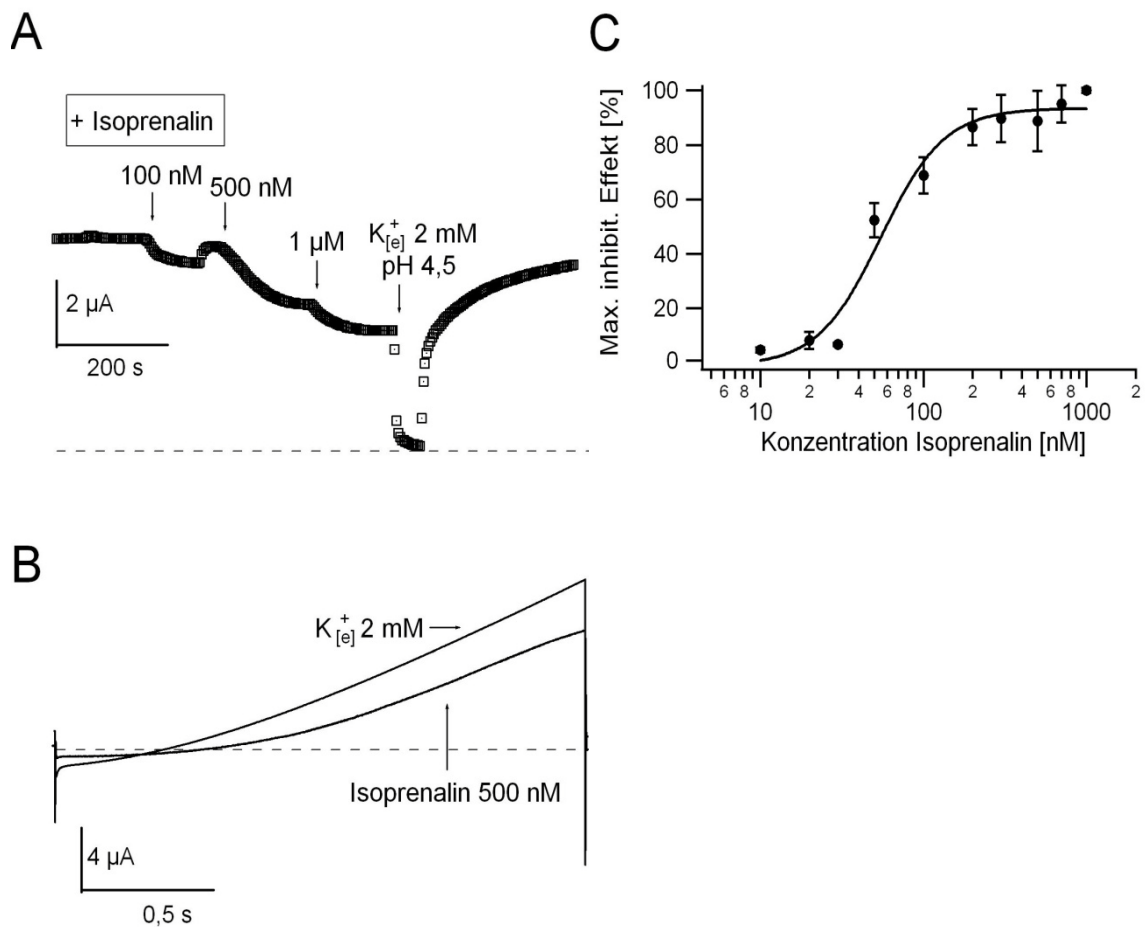 A
+ Isoprenalin
100 nM
500 nM
1 µM
K+[e] 2 mM
pH 4,5
2 µA
200 s
B
K+[e] 2 mM
Isoprenalin 500 nM
4 µA
0,5 s
C
Max. inhibit. Effekt [%]
100
80
60
40
20
0
6 8 2 4 6 8 2 4 6 8 2
10 100 1000
Konzentration Isoprenalin [nM]